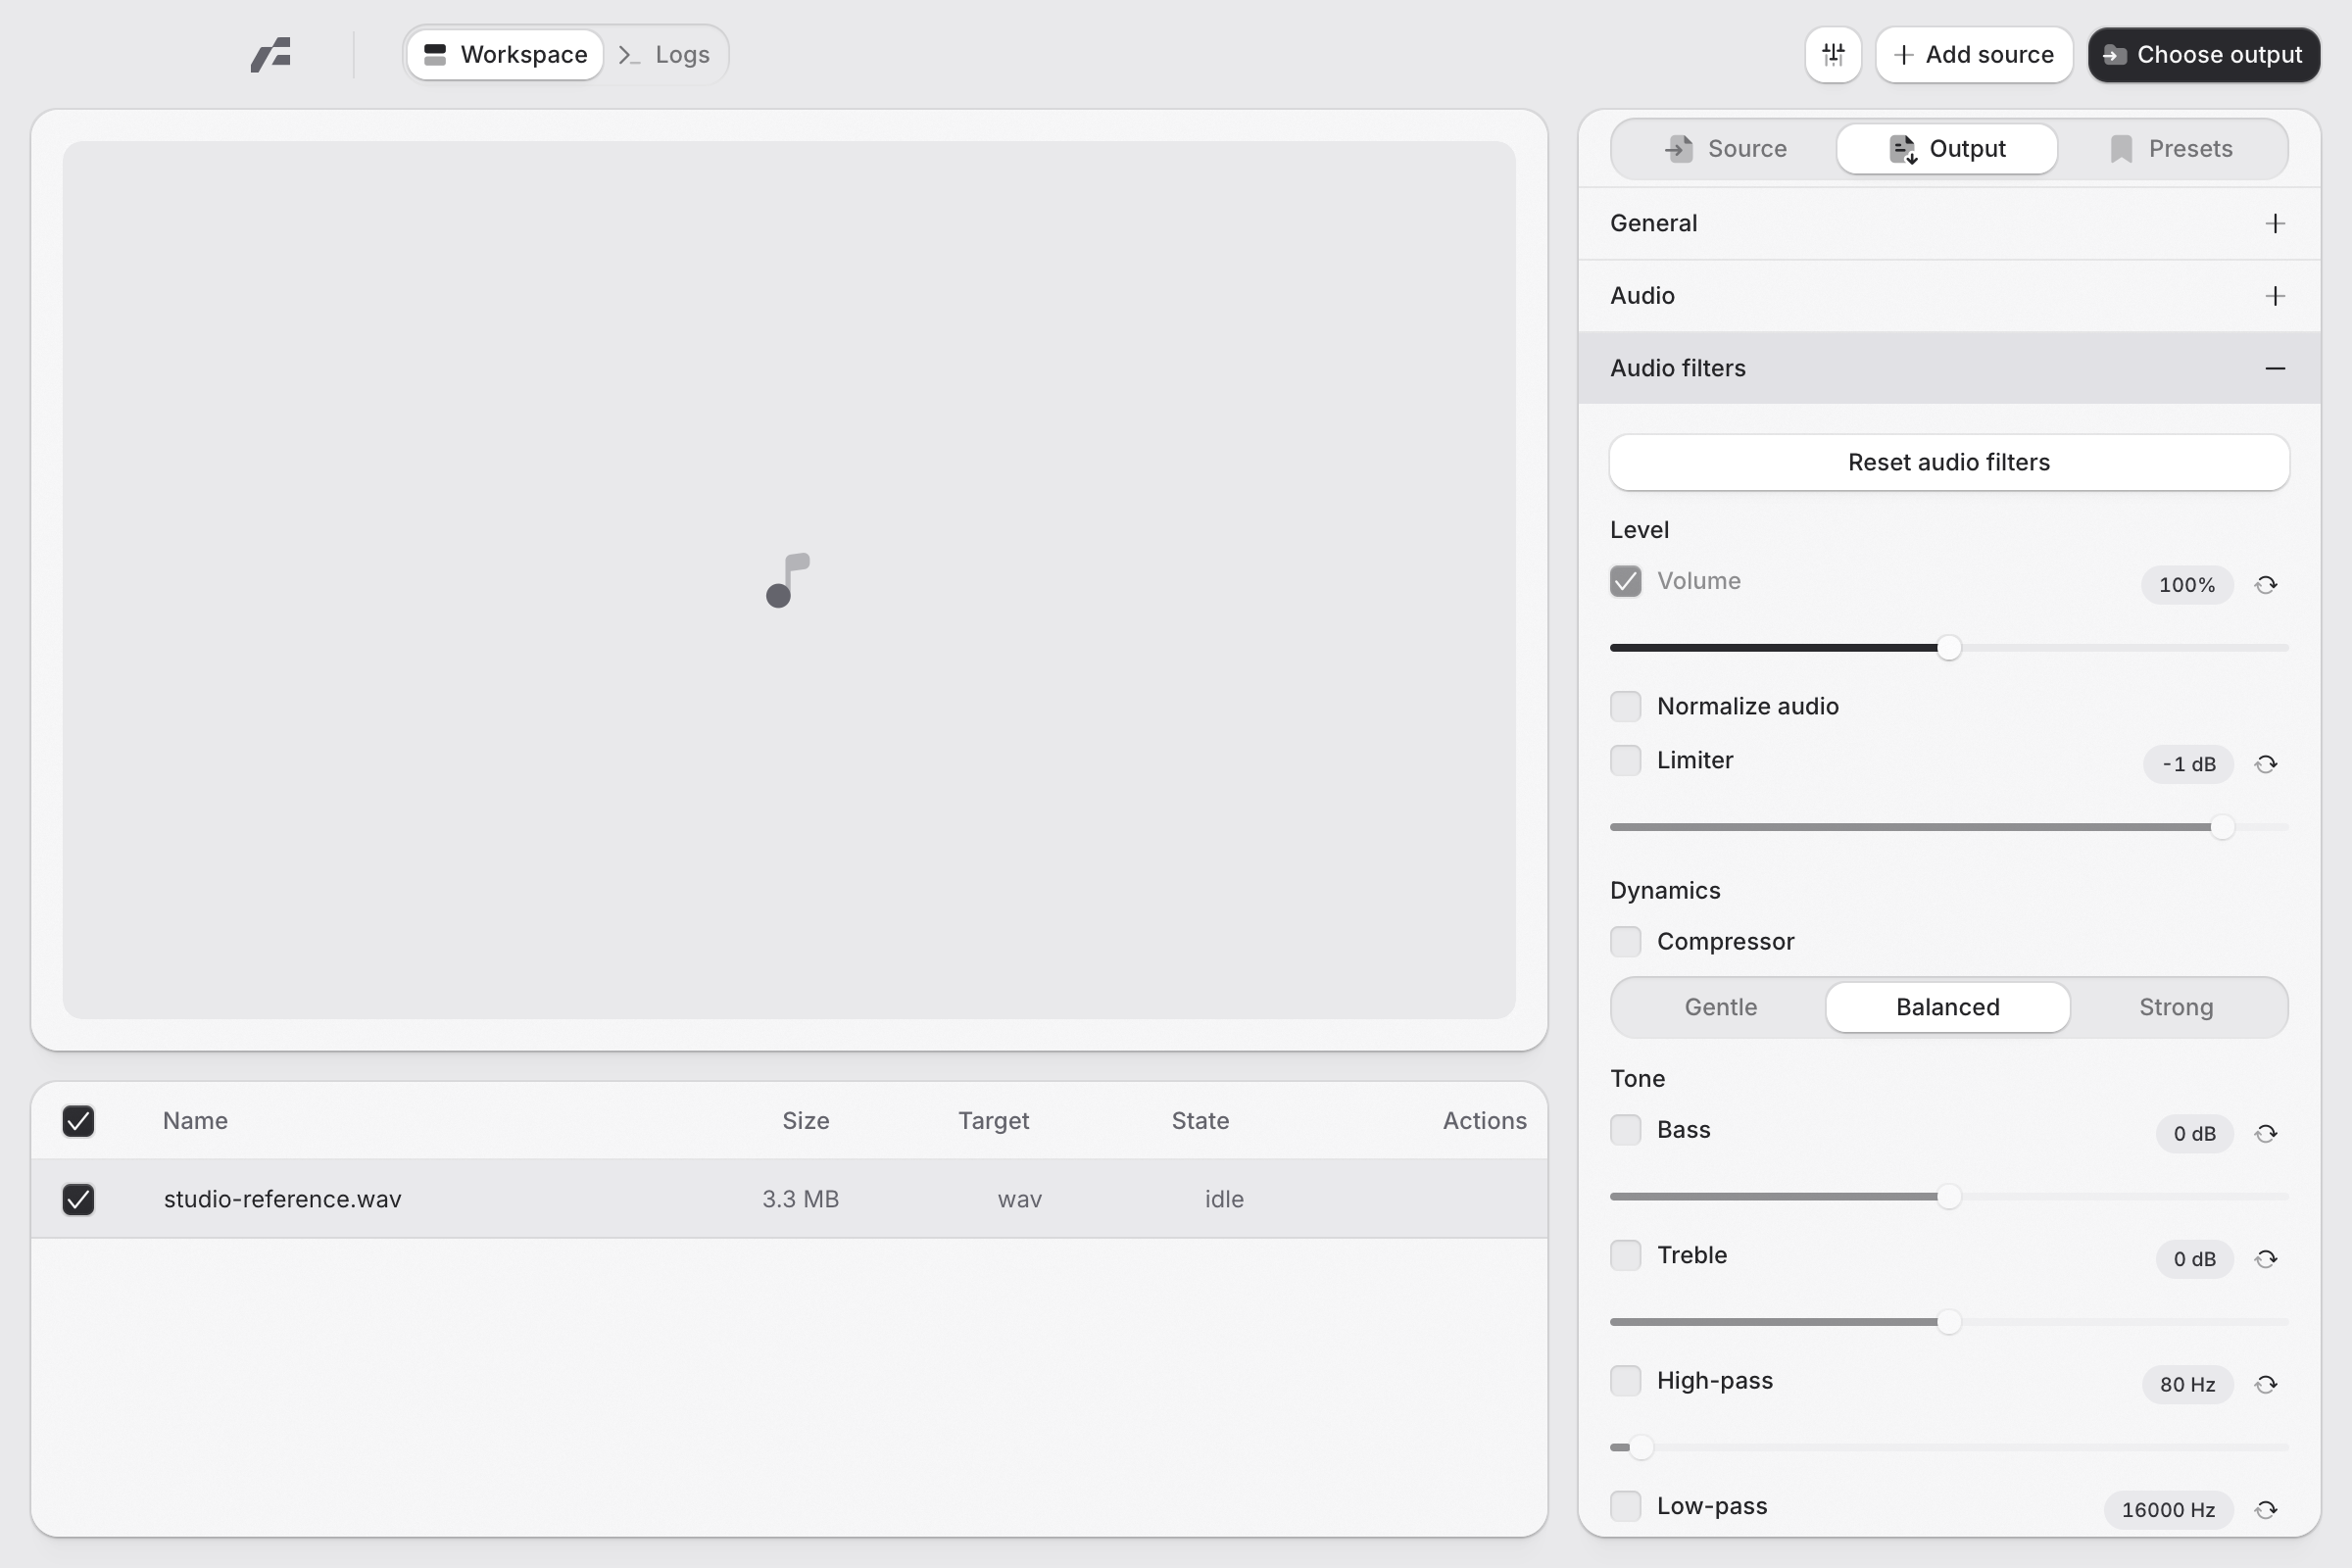 Workspace
Logs
Add source
Choose output
Source
Output
Presets
General
Audio
Audio filters
Reset audio filters
Level
Volume 100%
Normalize audio
Limiter -1 dB
Dynamics
Compressor
Gentle Balanced Strong
Tone
Bass 0 dB
Treble 0 dB
High-pass 80 Hz
Low-pass 16000 Hz
Name Size Target State Actions
studio-reference.wav 3.3 MB wav idle